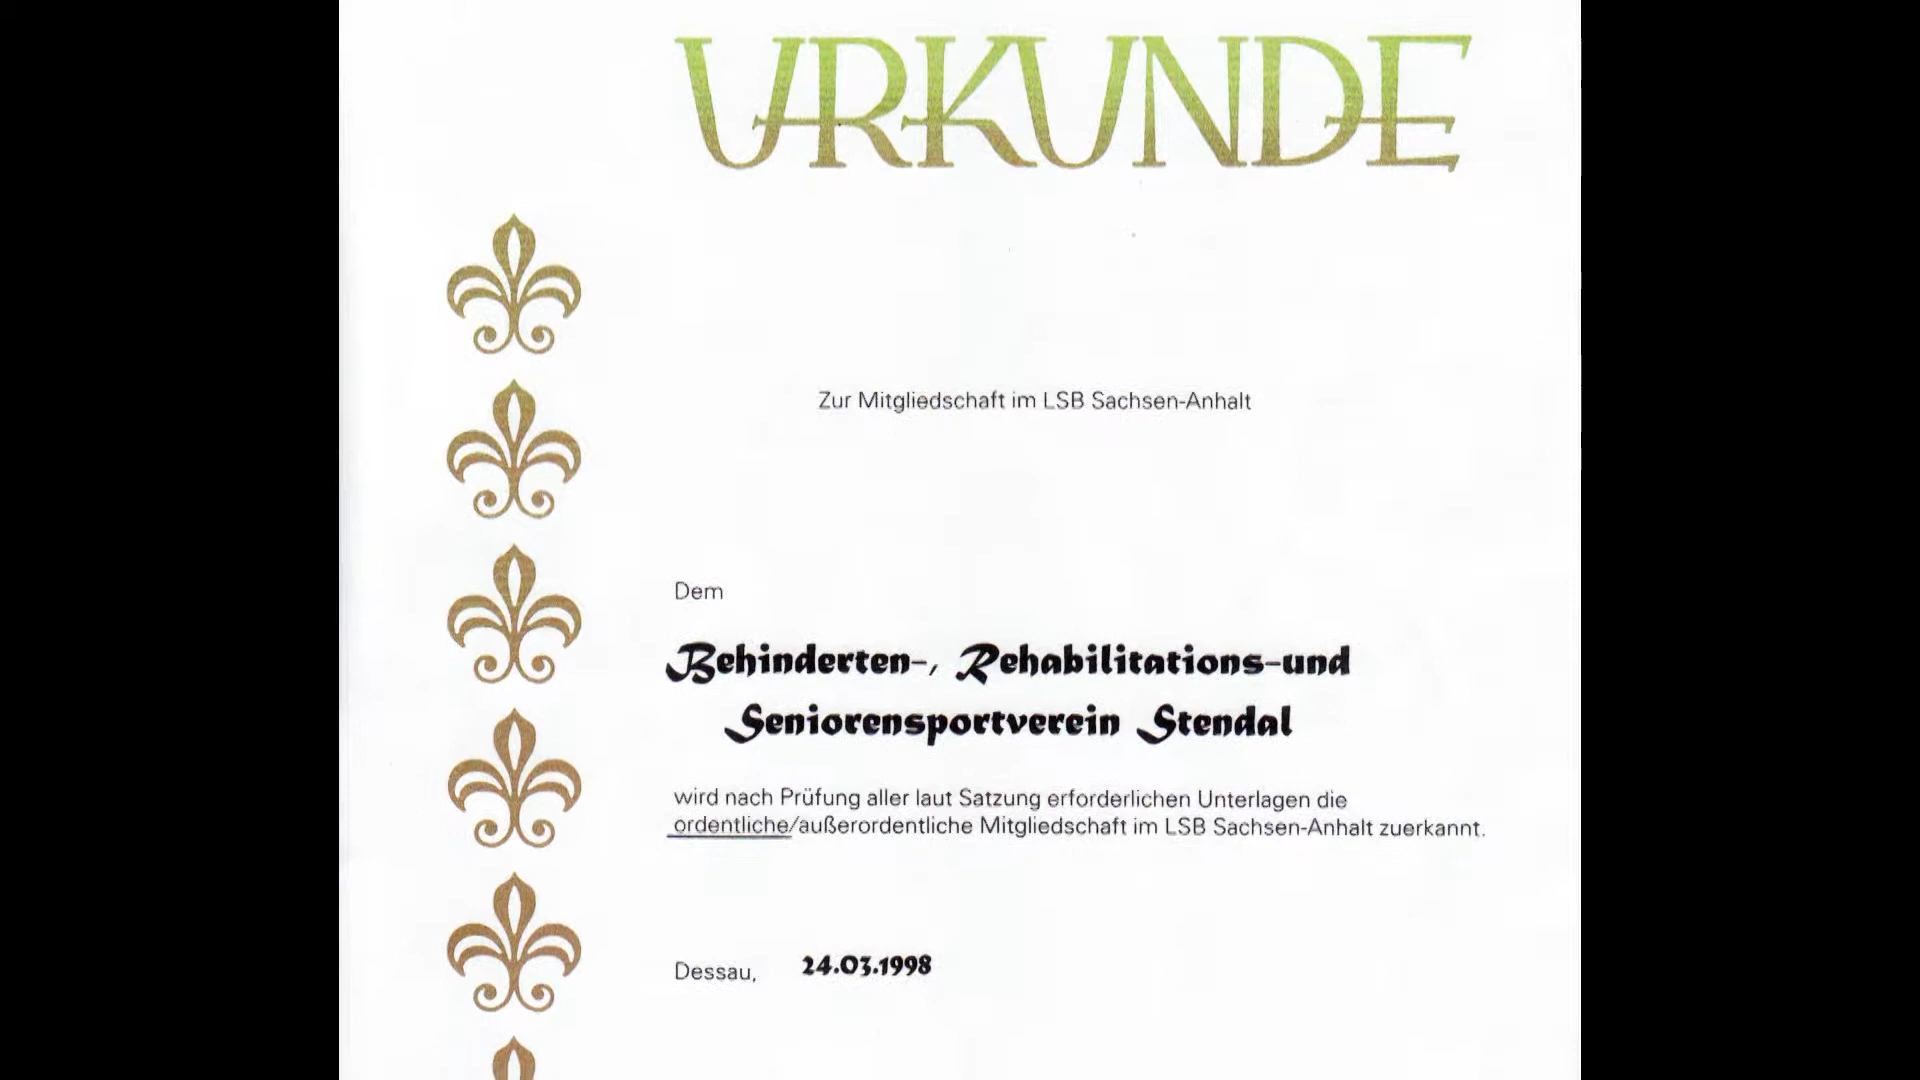 URKUNDE
Zur Mitgliedschaft im LSB Sachsen-Anhalt
Dem
Behinderten-, Rehabilitations-und
Seniorensportverein Stendal
wird nach Prüfung aller laut Satzung erforderlichen Unterlagen die
ordentliche/außerordentliche Mitgliedschaft im LSB Sachsen-Anhalt zuerkannt.
Dessau, 24.03.1998